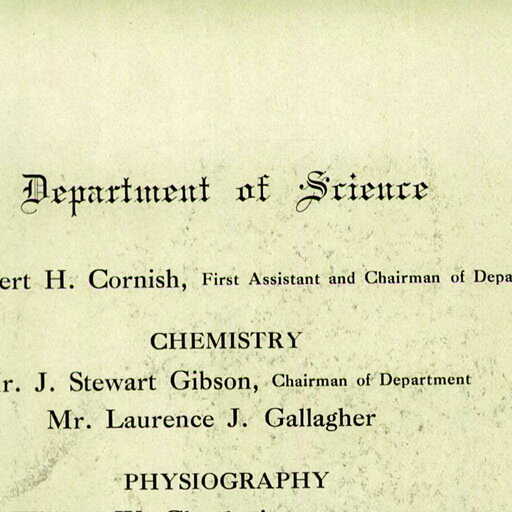 Department of Science
ert H. Cornish, First Assistant and Chairman of Depa
CHEMISTRY
r. J. Stewart Gibson, Chairman of Department
Mr. Laurence J. Gallagher
PHYSIOGRAPHY